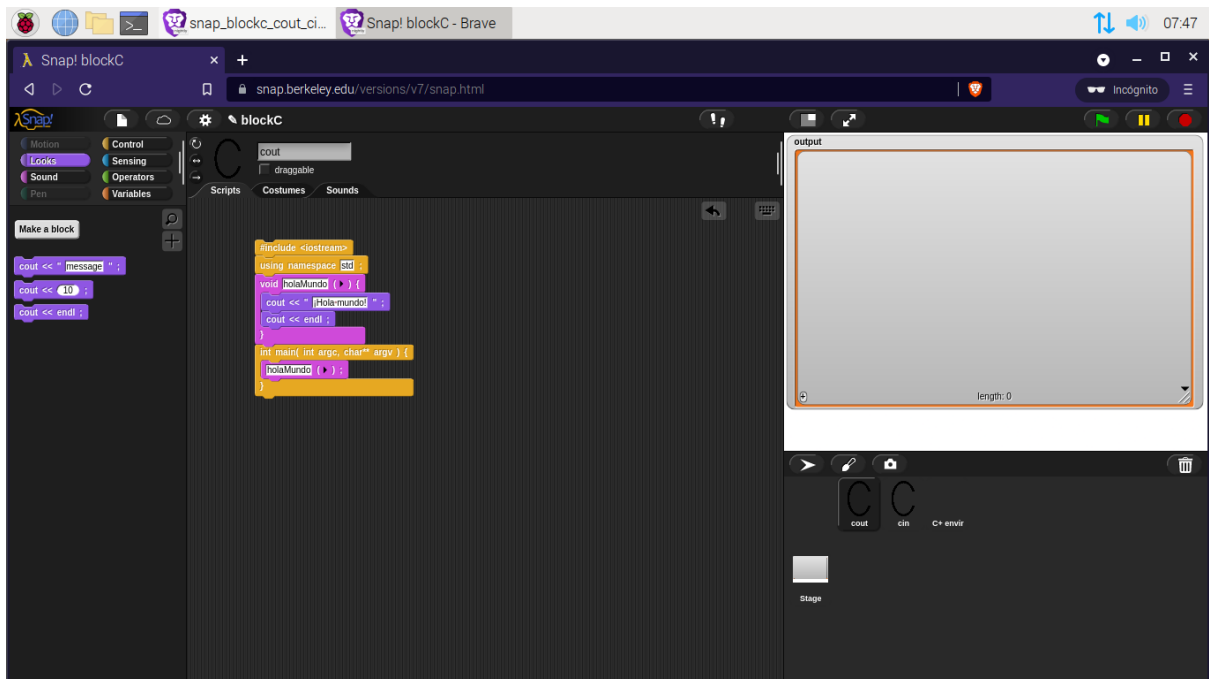 snap_blockc_cout_ci... Snap! blockC - Brave 07:47
Snap! blockC
snap.berkeley.edu/versions/v7/snap.html Incógnito
Snap! blockC
Motion Control
Looks Sensing
Sound Operators
Pen Variables
Make a block
cout << " message " ;
cout << 10 ;
cout << endl ;
cout
draggable
Scripts Costumes Sounds
#include <iostream>
using namespace std ;
void holaMundo ( ) {
cout << " ¡Hola-mundo! " ;
cout << endl ;
}
int main( int argc, char** argv ) {
holaMundo ( ) ;
}
output
length: 0
cout cin C+ envir
Stage